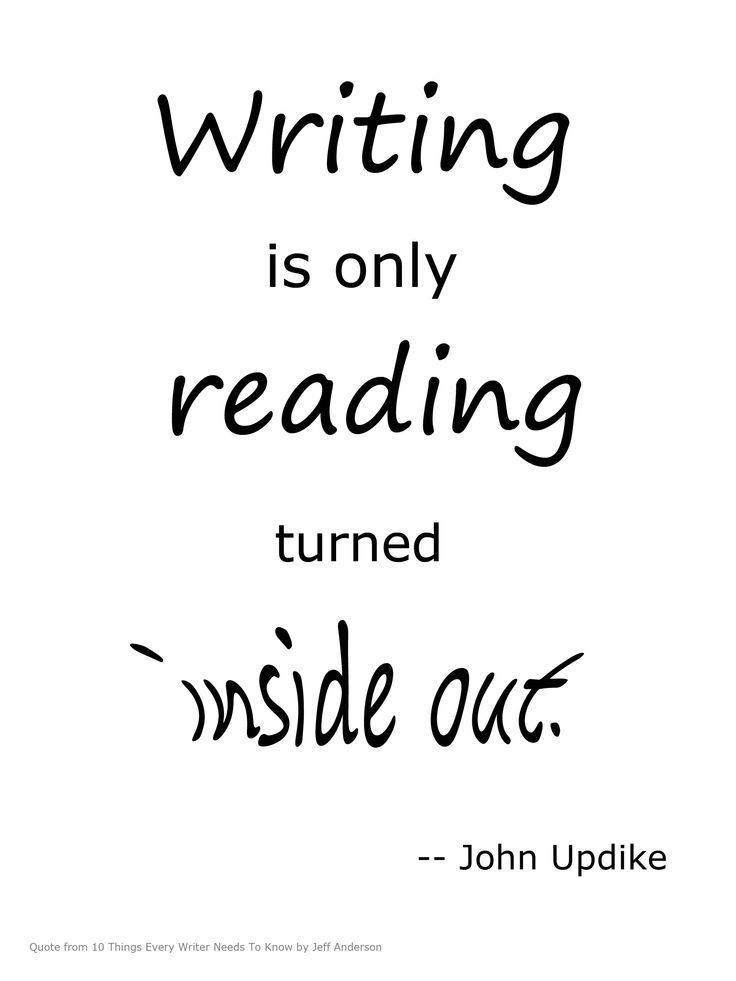 Writing
is only
reading
turned
inside out.
-- John Updike
Quote from 10 Things Every Writer Needs To Know by Jeff Anderson